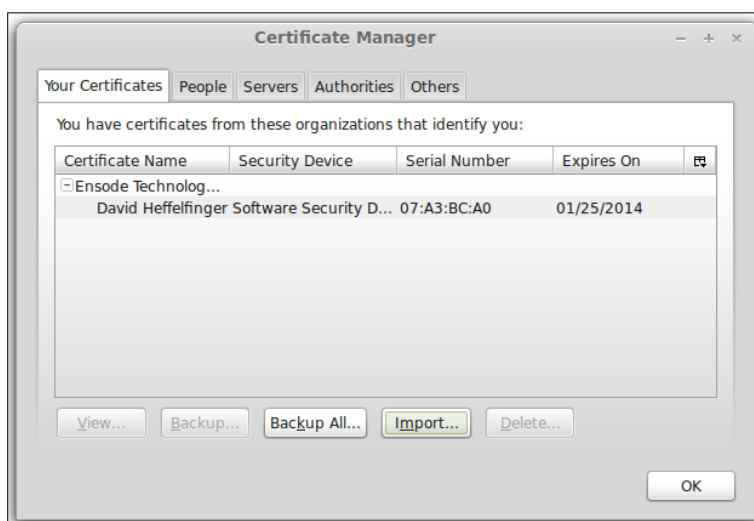 Certificate Manager
Your Certificates People Servers Authorities Others
You have certificates from these organizations that identify you:
Certificate Name Security Device Serial Number Expires On
Ensode Technolog...
David Heffelfinger Software Security D... 07:A3:BC:A0 01/25/2014
View... Backup... Backup All... Import... Delete...
OK